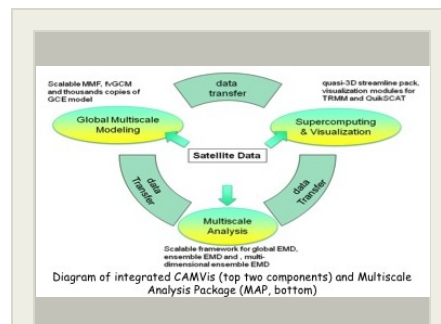 Scalable MMF, fvGCM
and thousands copies of
GCE model
data
transfer
quasi-3D streamline pack,
visualization modules for
TRMM and QuikSCAT
Global Multiscale
Modeling
Supercomputing
& Visualization
Satellite Data
data
Transfer
data
Transfer
Multiscale
Analysis
Scalable framework for global EMD,
ensemble EMD and , multi-
dimensional ensemble EMD
Diagram of integrated CAMVis (top two components) and Multiscale
Analysis Package (MAP, bottom)